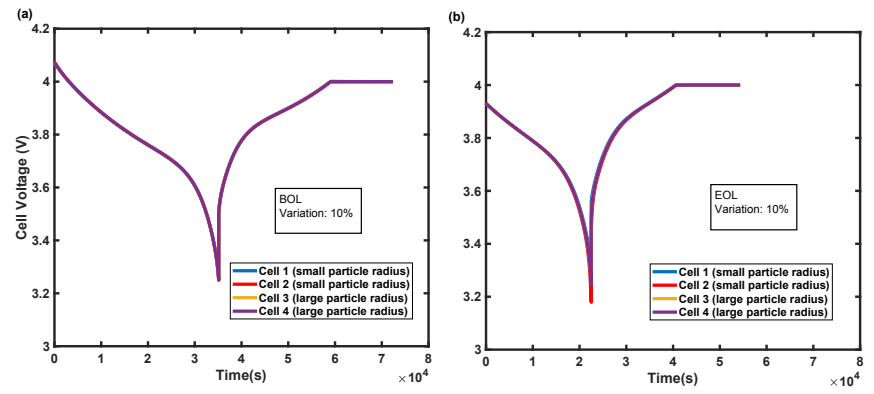 (a)
4.2
4
3.8
3.6
3.4
3.2
3
Cell Voltage (V)
BOL
Variation: 10%
Cell 1 (small particle radius)
Cell 2 (small particle radius)
Cell 3 (large particle radius)
Cell 4 (large particle radius)
0 1 2 3 4 5 6 7 8
Time(s)
×10⁴
(b)
4.2
4
3.8
3.6
3.4
3.2
3
EOL
Variation: 10%
Cell 1 (small particle radius)
Cell 2 (small particle radius)
Cell 3 (large particle radius)
Cell 4 (large particle radius)
0 1 2 3 4 5 6 7 8
Time(s)
×10⁴